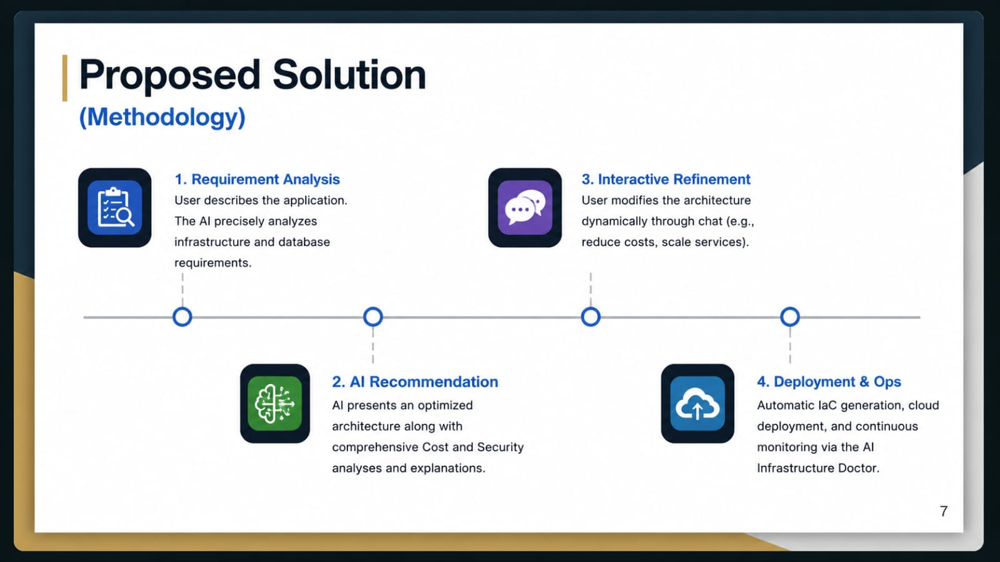 Proposed Solution
(Methodology)
1. Requirement Analysis
User describes the application.
The AI precisely analyzes
infrastructure and database
requirements.
3. Interactive Refinement
User modifies the architecture
dynamically through chat (e.g.,
reduce costs, scale services).
2. AI Recommendation
AI presents an optimized
architecture along with
comprehensive Cost and Security
analyses and explanations.
4. Deployment & Ops
Automatic IaC generation, cloud
deployment, and continuous
monitoring via the AI
Infrastructure Doctor.
7